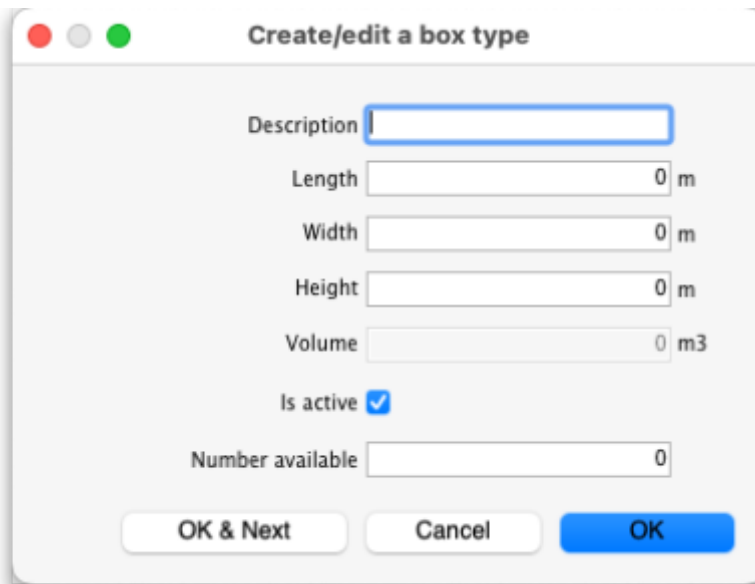 Create/edit a box type
Description
Length 0 m
Width 0 m
Height 0 m
Volume 0 m3
Is active
Number available 0
OK & Next Cancel OK